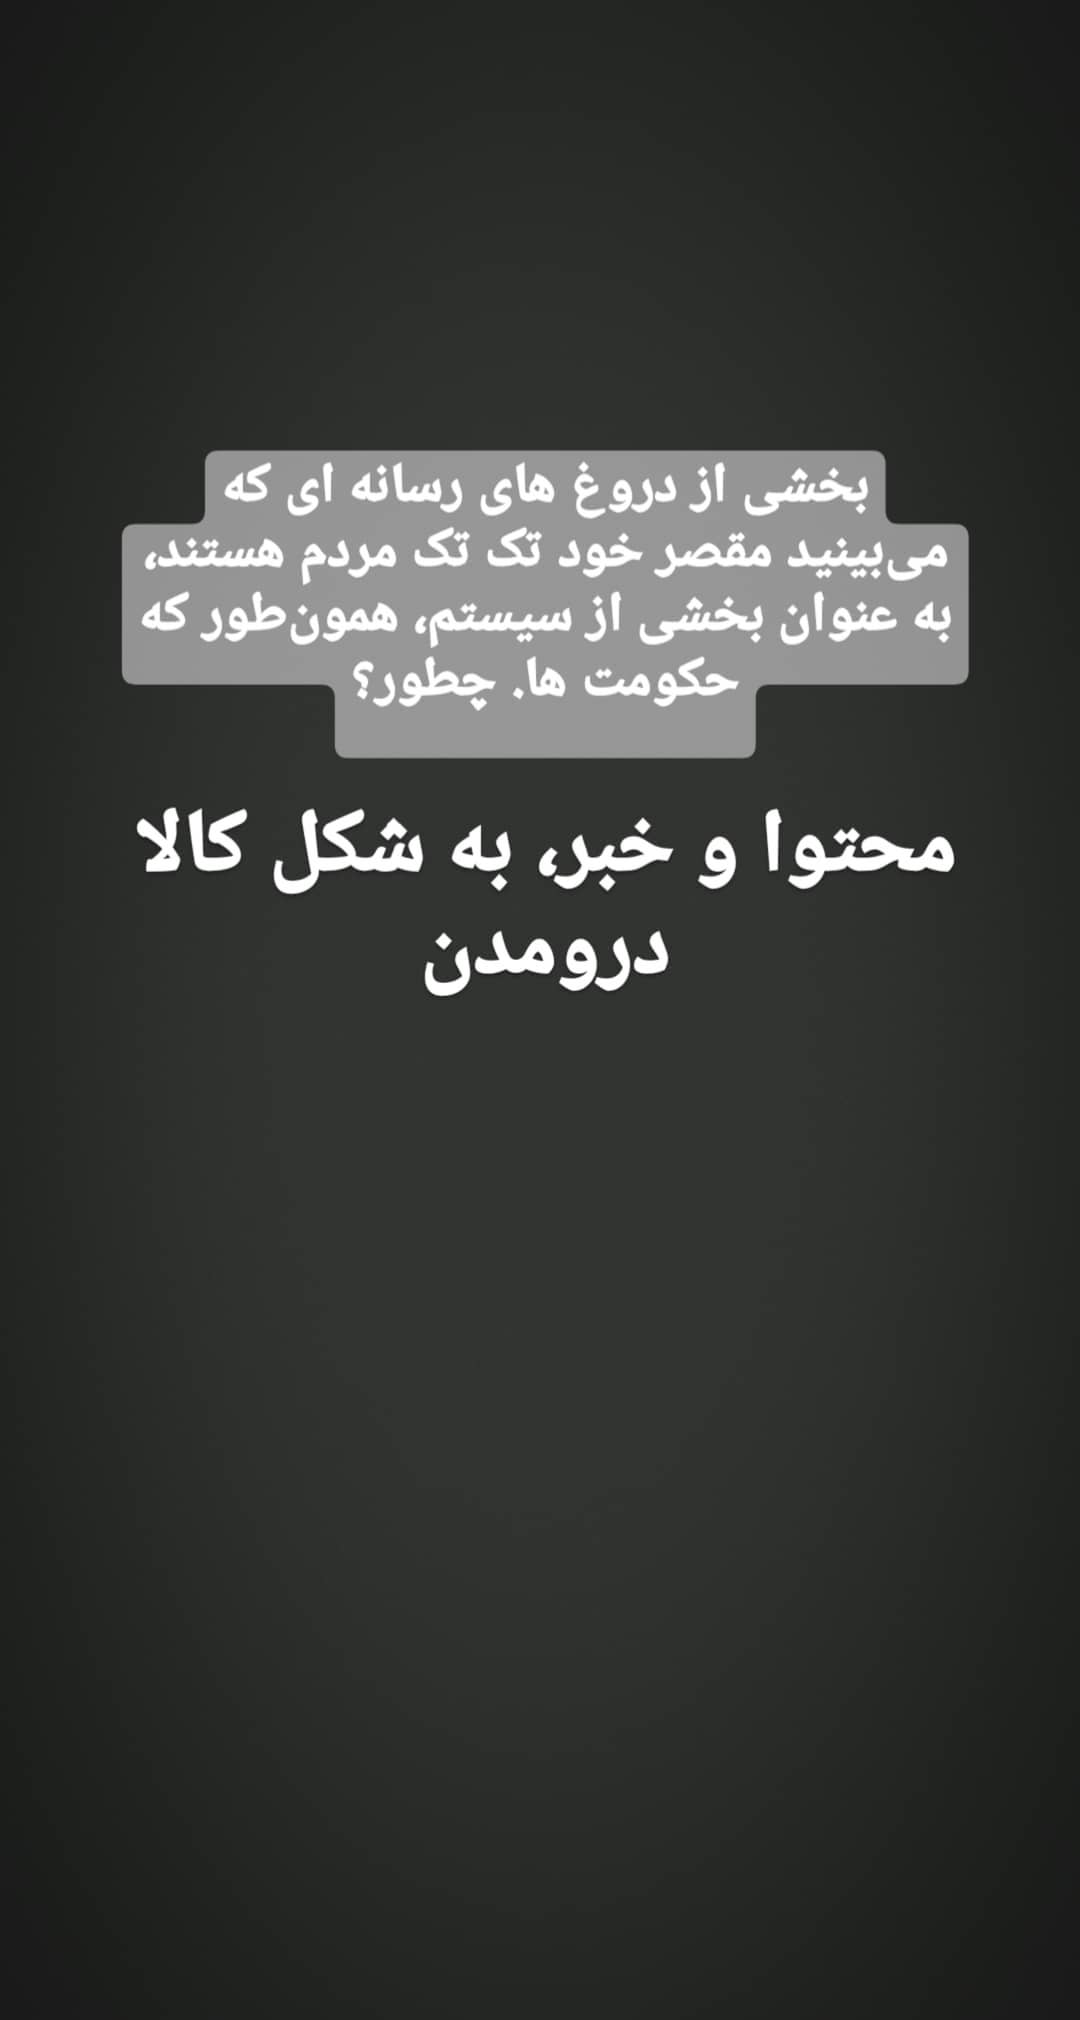 بخشی از دروغ های رسانه ای که
می‌بینید مقصر خود تک تک مردم هستند،
به عنوان بخشی از سیستم، همون‌طور که
حکومت ها. چطور؟
محتوا و خبر، به شکل کالا
درومدن